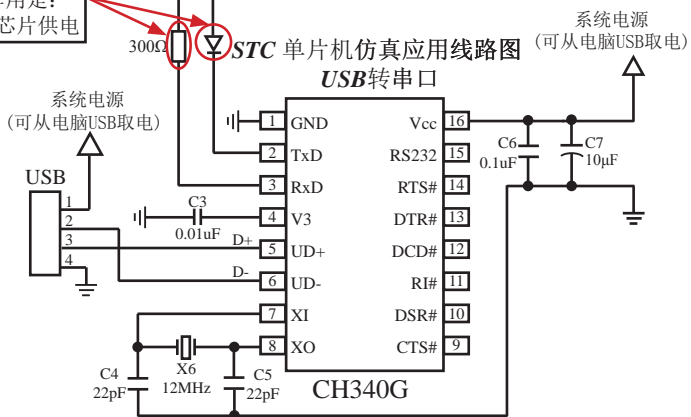 芯片供电
300Ω
STC 单片机仿真应用线路图
USB转串口
系统电源
(可从电脑USB取电)
系统电源
(可从电脑USB取电)
USB
1
2
3
4
1 GND
2 TxD
3 RxD
4 V3
5 UD+
6 UD-
7 XI
8 XO
Vcc 16
RS232 15
RTS# 14
DTR# 13
DCD# 12
RI# 11
DSR# 10
CTS# 9
C3
0.01uF
D+
D-
C6
0.1uF
C7
10μF
C4
22pF
X6
12MHz
C5
22pF
CH340G